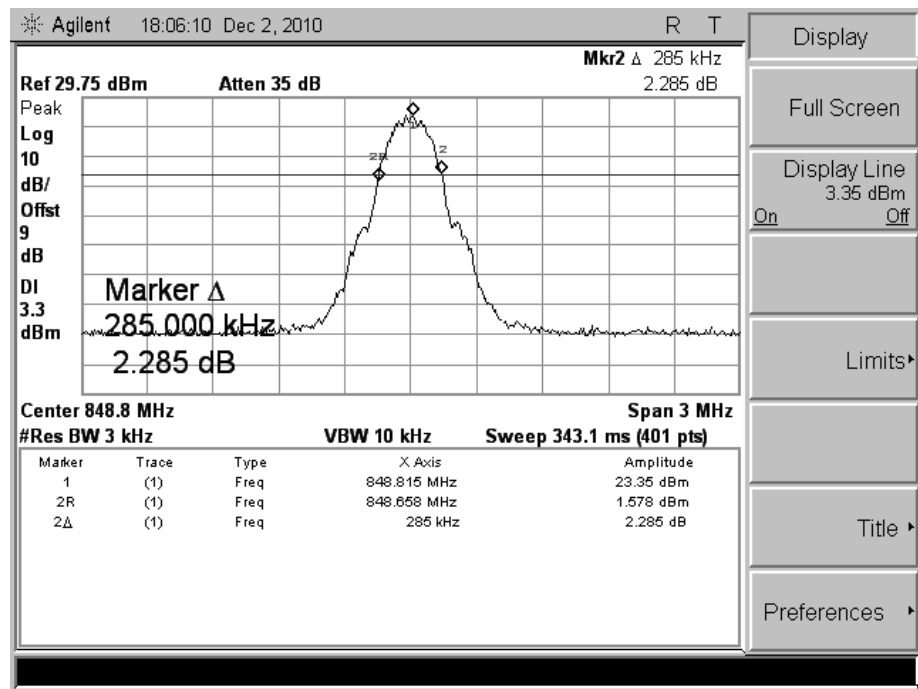 Agilent 18:06:10 Dec 2, 2010 R T
Mkr2 Δ 285 kHz
Ref 29.75 dBm Atten 35 dB 2.285 dB
Peak
Log
10
dB/
Offst
9
dB
DI
3.3
dBm
1
2R
2
Marker Δ
285.000 kHz
2.285 dB
Center 848.8 MHz Span 3 MHz
#Res BW 3 kHz VBW 10 kHz Sweep 343.1 ms (401 pts)
Marker Trace Type X Axis Amplitude
1 (1) Freq 848.815 MHz 23.35 dBm
2R (1) Freq 848.658 MHz 1.578 dBm
2Δ (1) Freq 285 kHz 2.285 dB
Display
Full Screen
Display Line
3.35 dBm
On Off
Limits
Title
Preferences